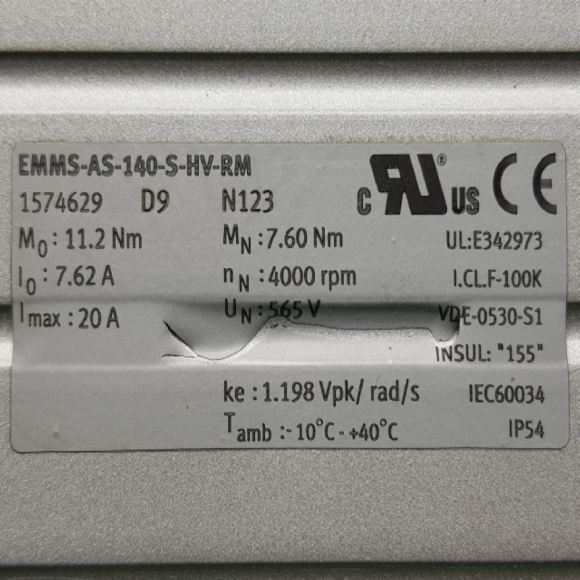 EMMS-AS-140-S-HV-RM
1574629 D9 N123 c RU ® US CE
M0 : 11.2 Nm MN : 7.60 Nm UL:E342973
I0 : 7.62 A nN : 4000 rpm I.CL.F-100K
Imax : 20 A UN : 565 V VDE-0530-S1
INSUL: "155"
ke : 1.198 Vpk/ rad/s IEC60034
Tamb :-10°C - +40°C IP54